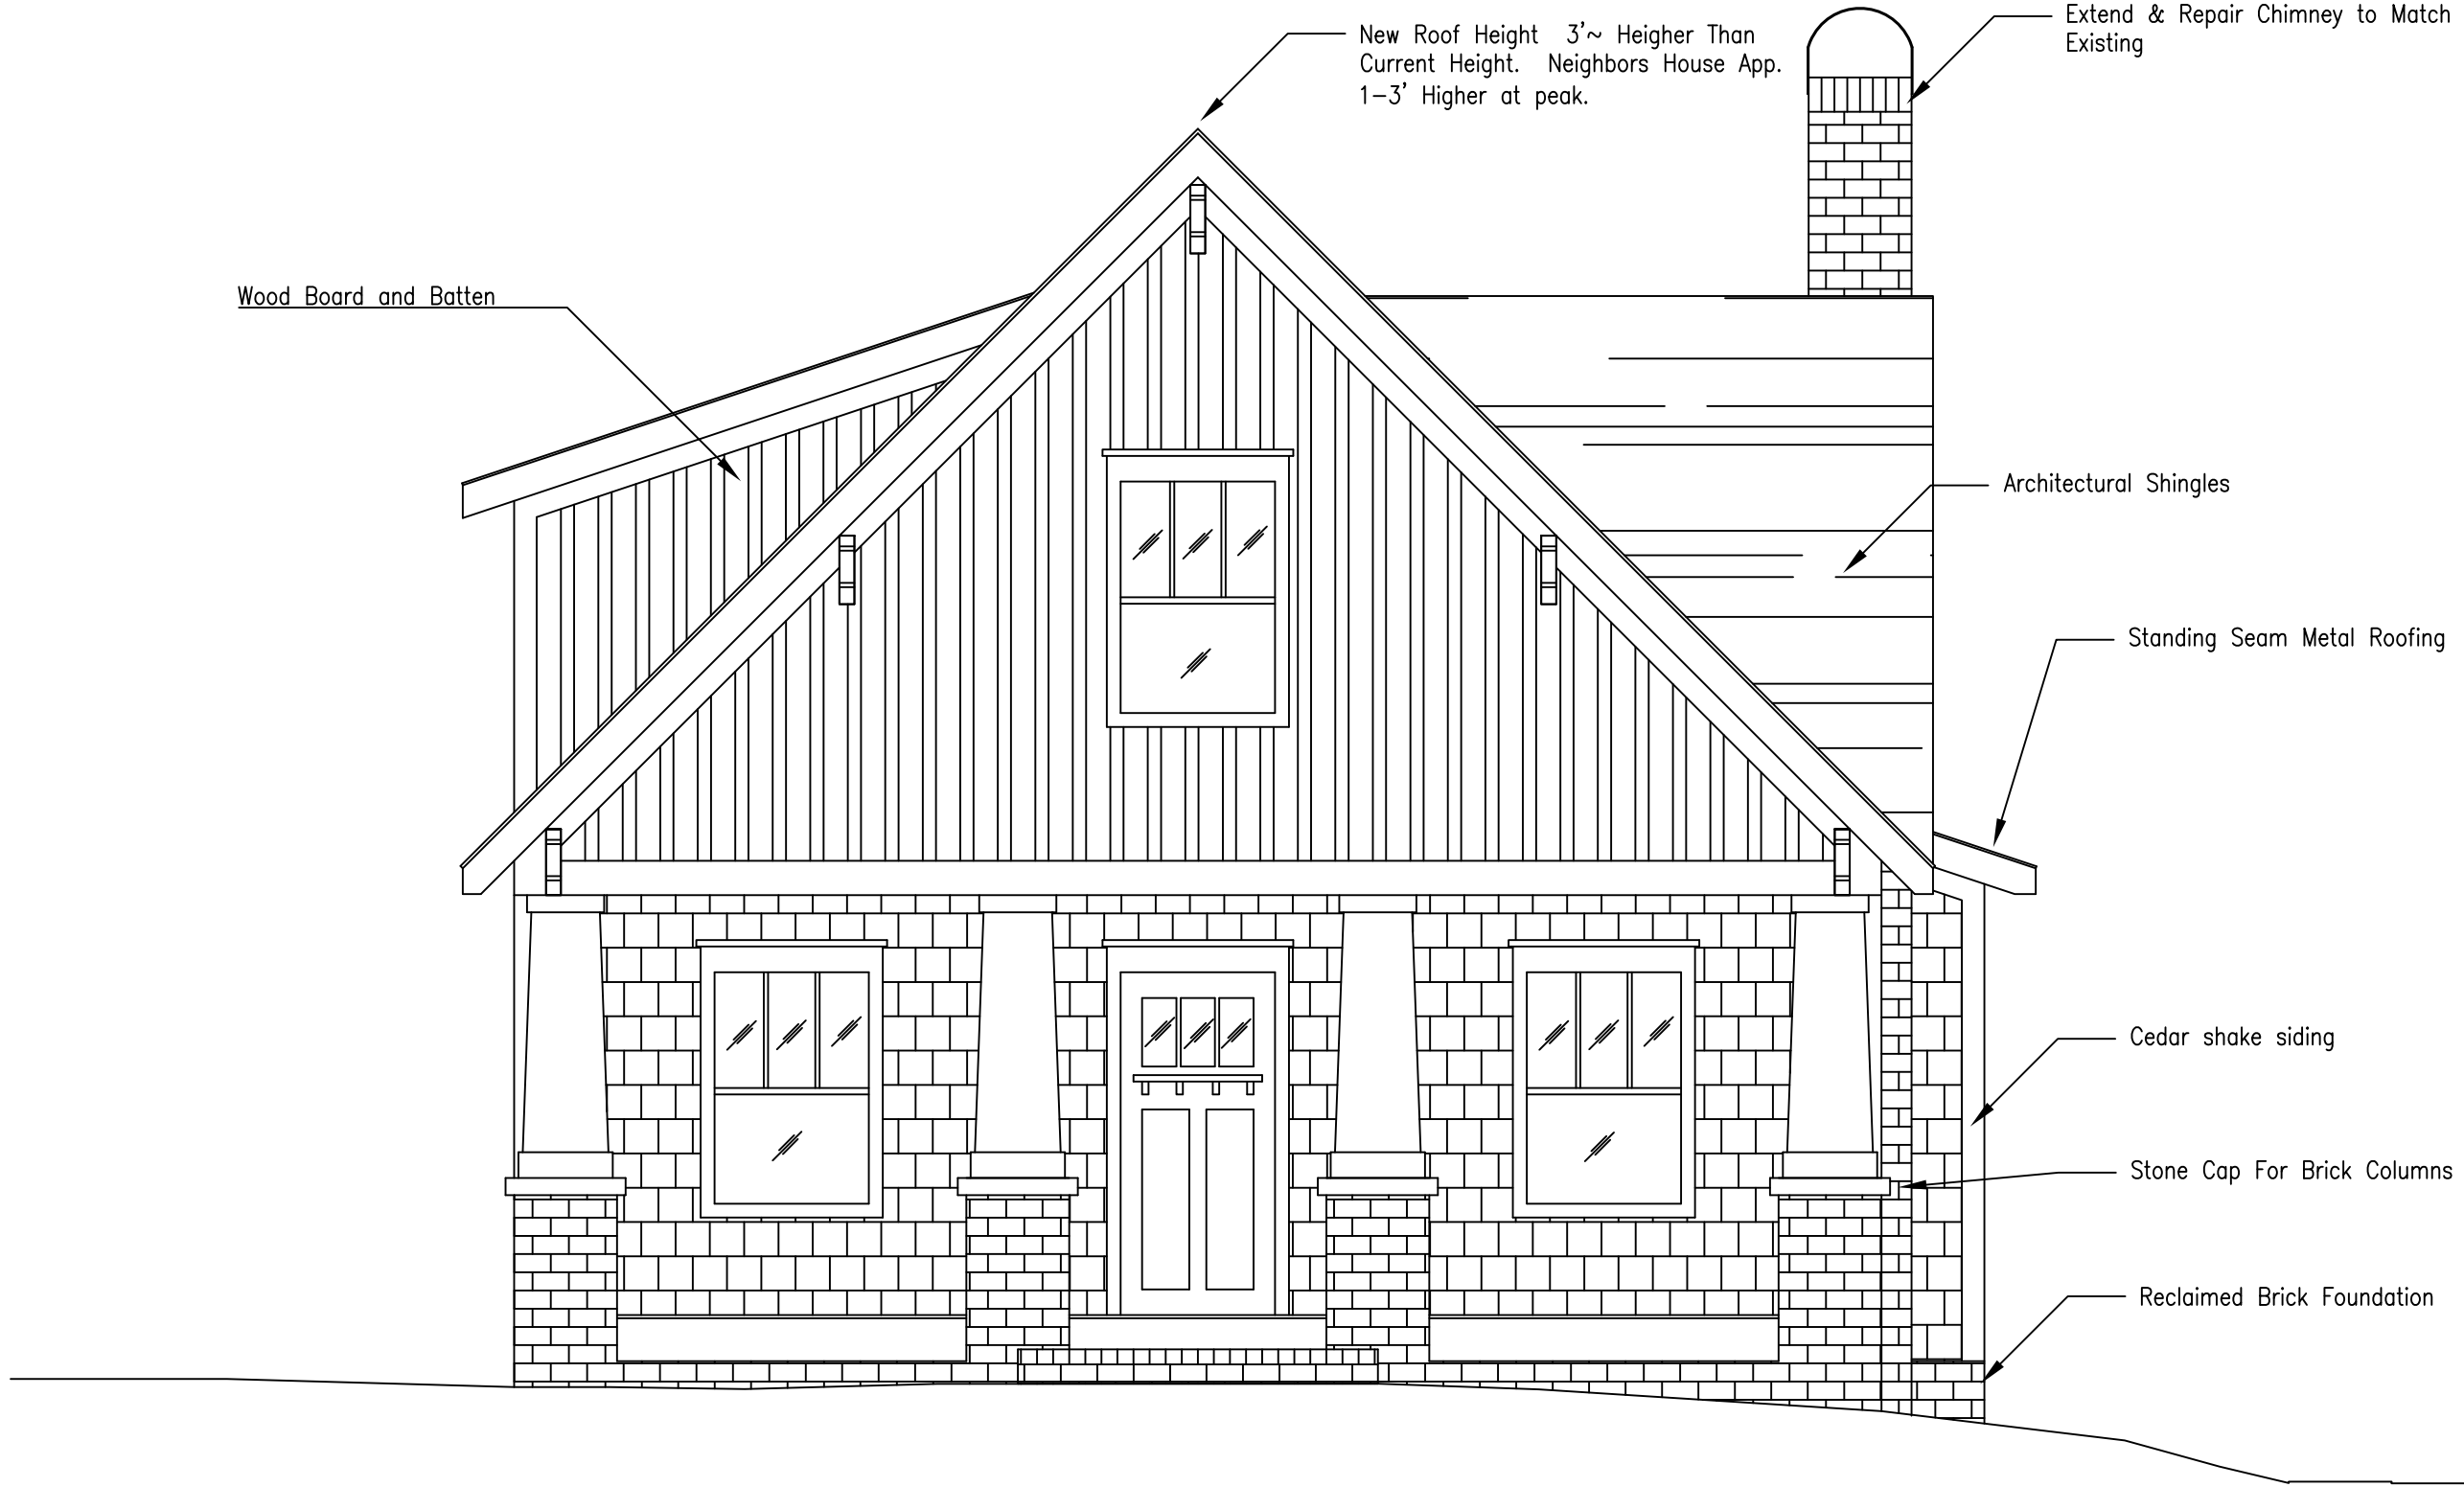 Extend & Repair Chimney to Match
Existing
New Roof Height 3'~ Heigher Than
Current Height. Neighbors House App.
1-3' Higher at peak.
Wood Board and Batten
Architectural Shingles
Standing Seam Metal Roofing
Cedar shake siding
Stone Cap For Brick Columns
Reclaimed Brick Foundation